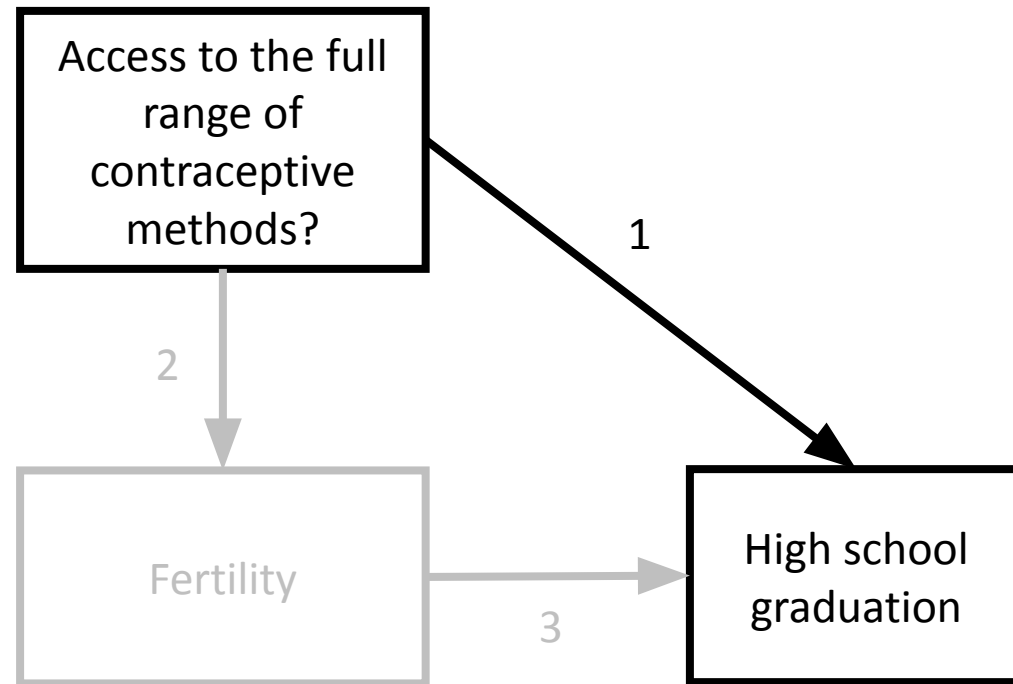 Access to the full
range of
contraceptive
methods?
1
2
Fertility
3
High school
graduation